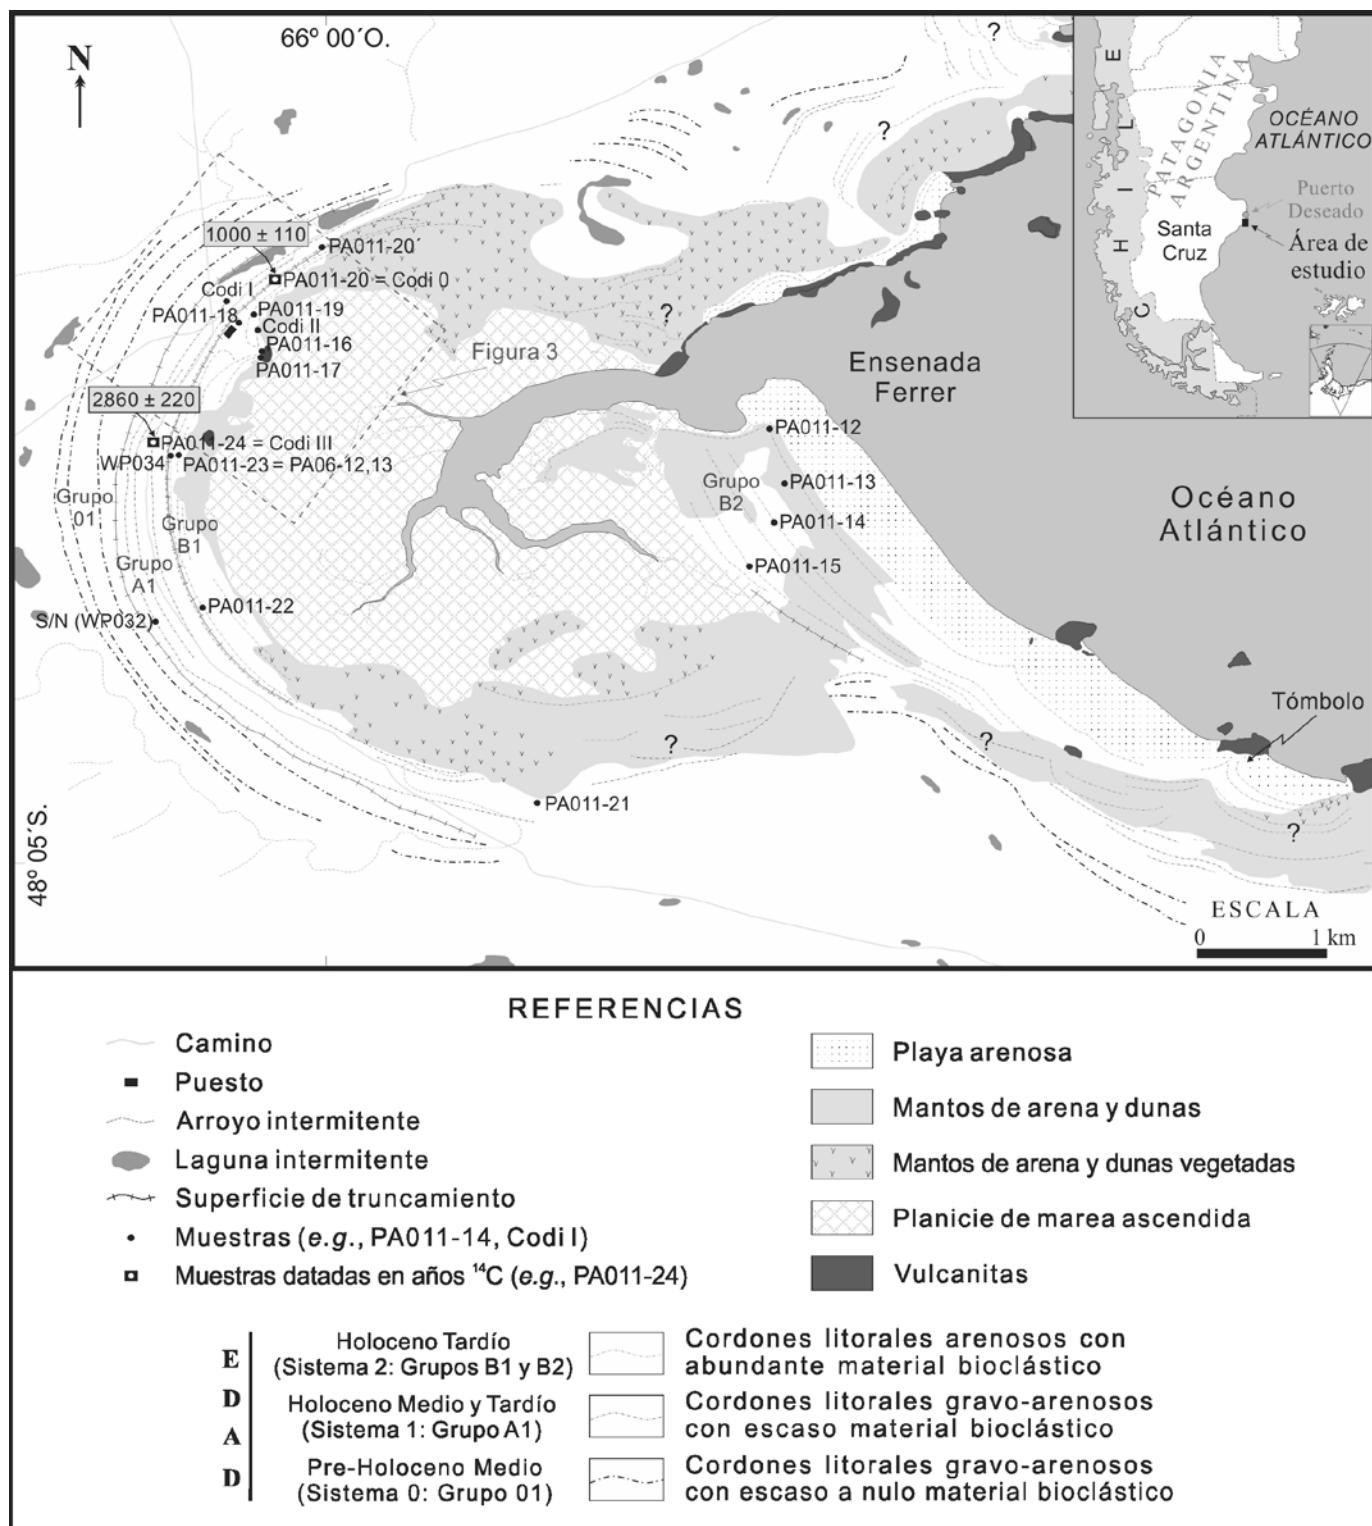 66º 00´O.
N
?
?
1000 ± 110
PA011-20´
PA011-20 = Codi 0
Codi I
PA011-19
PA011-18
Codi II
PA011-16
PA011-17
?
Figura 3
2860 ± 220
PA011-24 = Codi III
WP034
PA011-23 = PA06-12,13
Grupo
01
Grupo
B1
Grupo
A1
PA011-22
S/N (WP032)
Ensenada
Ferrer
PA011-12
PA011-13
Grupo
B2
PA011-14
PA011-15
Océano
Atlántico
Tómbolo
?
?
?
PA011-21
48º 05´S.
ESCALA
0 1 km
CHILE
PATAGONIA
ARGENTINA
OCÉANO
ATLÁNTICO
Puerto
Deseado
Santa
Cruz
Área de
estudio
REFERENCIAS
Camino
Puesto
Arroyo intermitente
Laguna intermitente
Superficie de truncamiento
Muestras (e.g., PA011-14, Codi I)
Muestras datadas en años ¹⁴C (e.g., PA011-24)
Playa arenosa
Mantos de arena y dunas
Mantos de arena y dunas vegetadas
Planicie de marea ascendida
Vulcanitas
EDAD
Holoceno Tardío
(Sistema 2: Grupos B1 y B2)
Cordones litorales arenosos con
abundante material bioclástico
Holoceno Medio y Tardío
(Sistema 1: Grupo A1)
Cordones litorales gravo-arenosos
con escaso material bioclástico
Pre-Holoceno Medio
(Sistema 0: Grupo 01)
Cordones litorales gravo-arenosos
con escaso a nulo material bioclástico